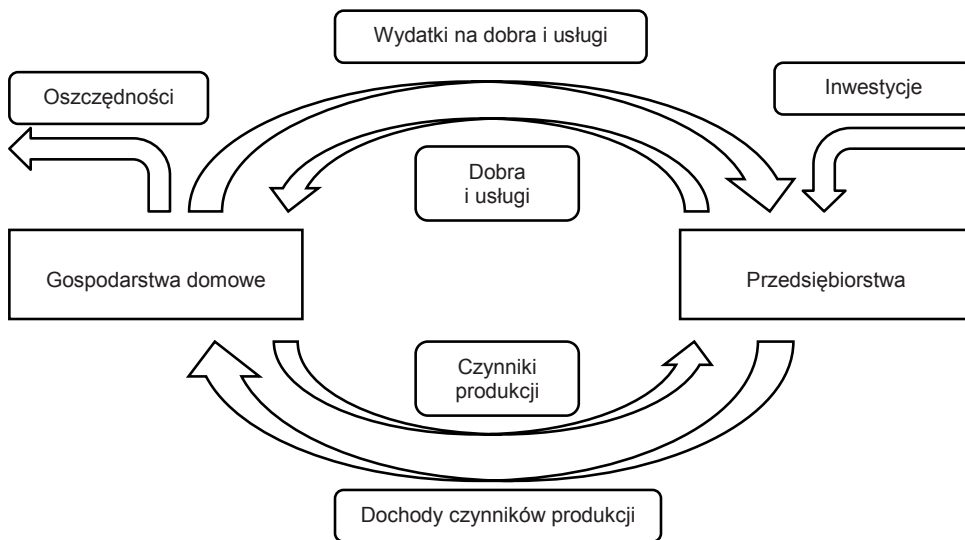 Wydatki na dobra i usługi
Oszczędności
Inwestycje
Dobra
i usługi
Gospodarstwa domowe
Przedsiębiorstwa
Czynniki
produkcji
Dochody czynników produkcji